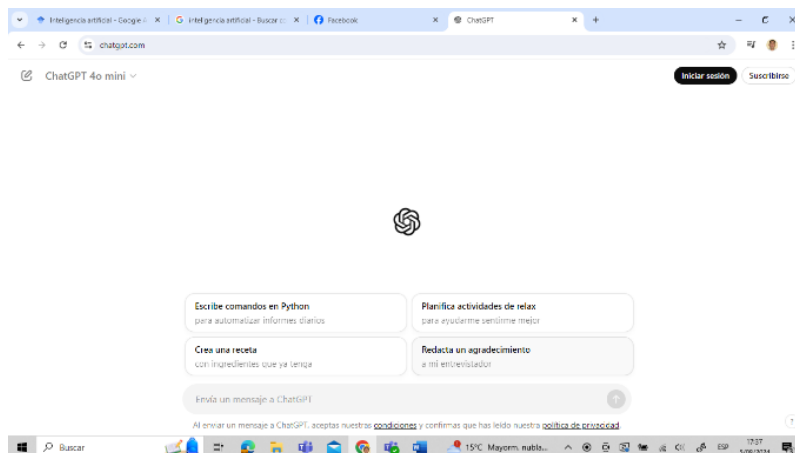 Inteligencia artificial - Google A
inteligencia artificial - Buscar c
Facebook
ChatGPT
chatgpt.com
ChatGPT 4o mini
Iniciar sesión
Suscribirse
Escribe comandos en Python
para automatizar informes diarios
Planifica actividades de relax
para ayudarme sentirme mejor
Crea una receta
con ingredientes que ya tenga
Redacta un agradecimiento
a mi entrevistador
Envía un mensaje a ChatGPT
Al enviar un mensaje a ChatGPT, aceptas nuestras condiciones y confirmas que has leído nuestra política de privacidad.
?
Buscar
15°C Mayorm. nubla...
ESP
17:37